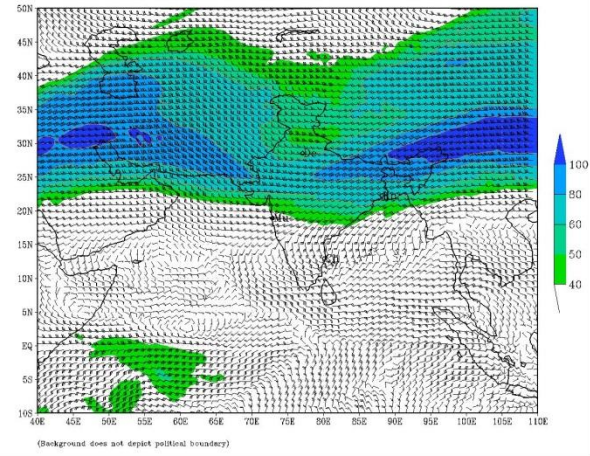 50N
45N
40N
35N
30N
25N
20N
15N
10N
5N
EQ
5S
10S
40E 45E 50E 55E 60E 65E 70E 75E 80E 85E 90E 95E 100E 105E 110E
100
80
60
50
40
(Background does not depict political boundary)